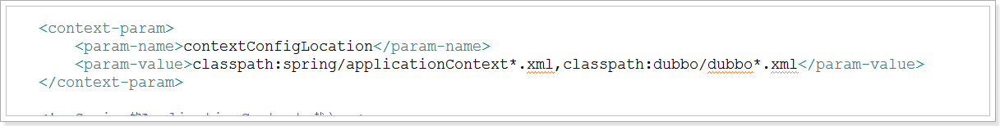 <context-param>
<param-name>contextConfigLocation</param-name>
<param-value>classpath:spring/applicationContext*.xml,classpath:dubbo/dubbo*.xml</param-value>
</context-param>